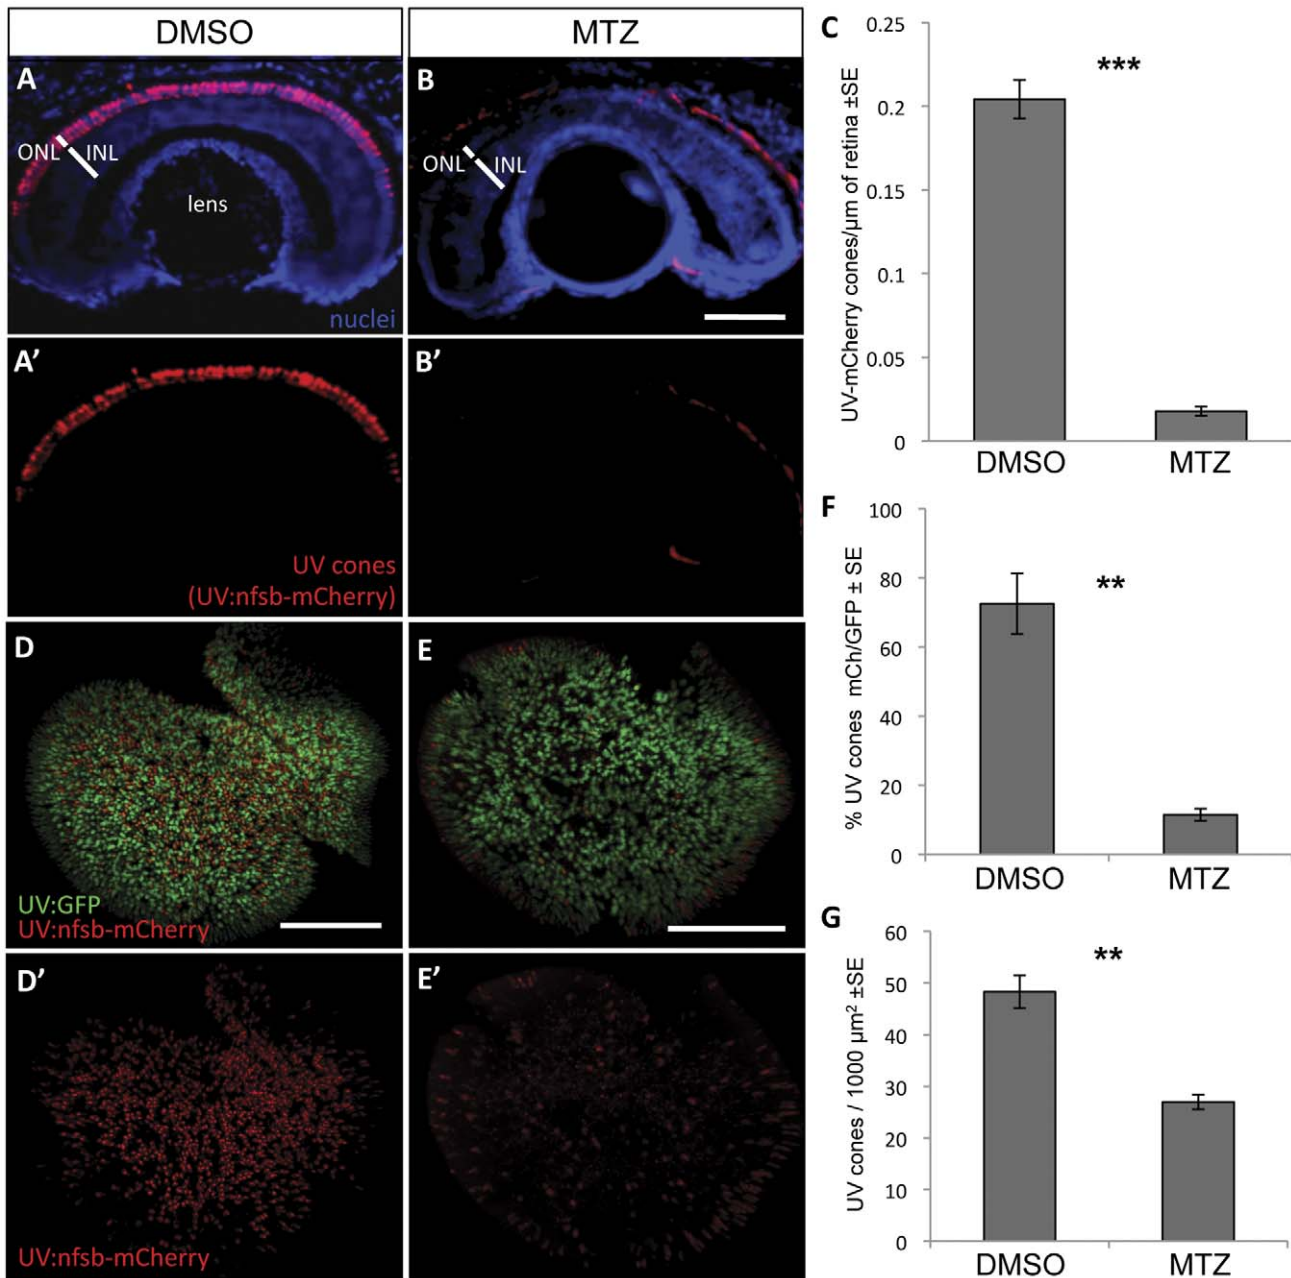 DMSO
MTZ
A
ONL
INL
lens
nuclei
B
ONL
INL
A’
UV cones
(UV:nfsb-mCherry)
B’
D
UV:GFP
UV:nfsb-mCherry
E
D’
UV:nfsb-mCherry
E’
C
UV-mCherry cones/µm of retina ±SE
0.25
0.2
0.15
0.1
0.05
0
***
DMSO
MTZ
F
% UV cones mCh/GFP ± SE
100
80
60
40
20
0
**
DMSO
MTZ
G
UV cones / 1000 µm² ±SE
60
50
40
30
20
10
0
**
DMSO
MTZ